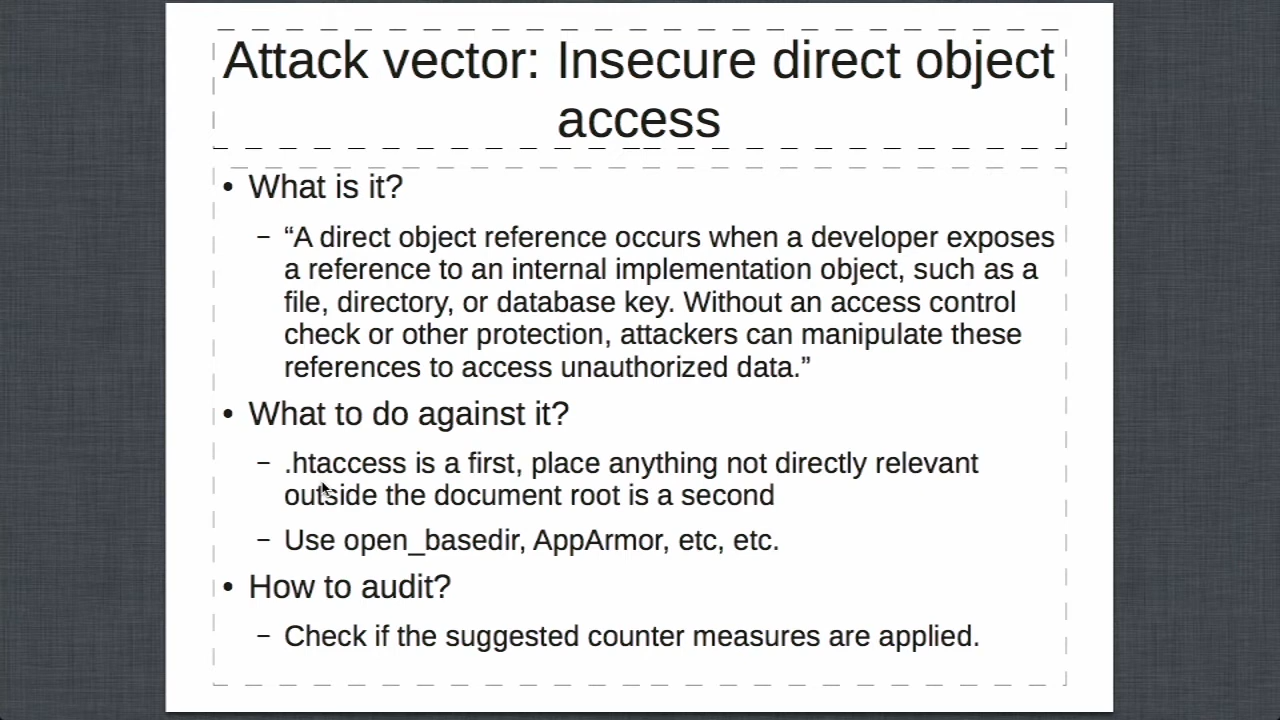 Attack vector: Insecure direct object
access
• What is it?
– “A direct object reference occurs when a developer exposes
a reference to an internal implementation object, such as a
file, directory, or database key. Without an access control
check or other protection, attackers can manipulate these
references to access unauthorized data.”
• What to do against it?
– .htaccess is a first, place anything not directly relevant
outside the document root is a second
– Use open_basedir, AppArmor, etc, etc.
• How to audit?
– Check if the suggested counter measures are applied.